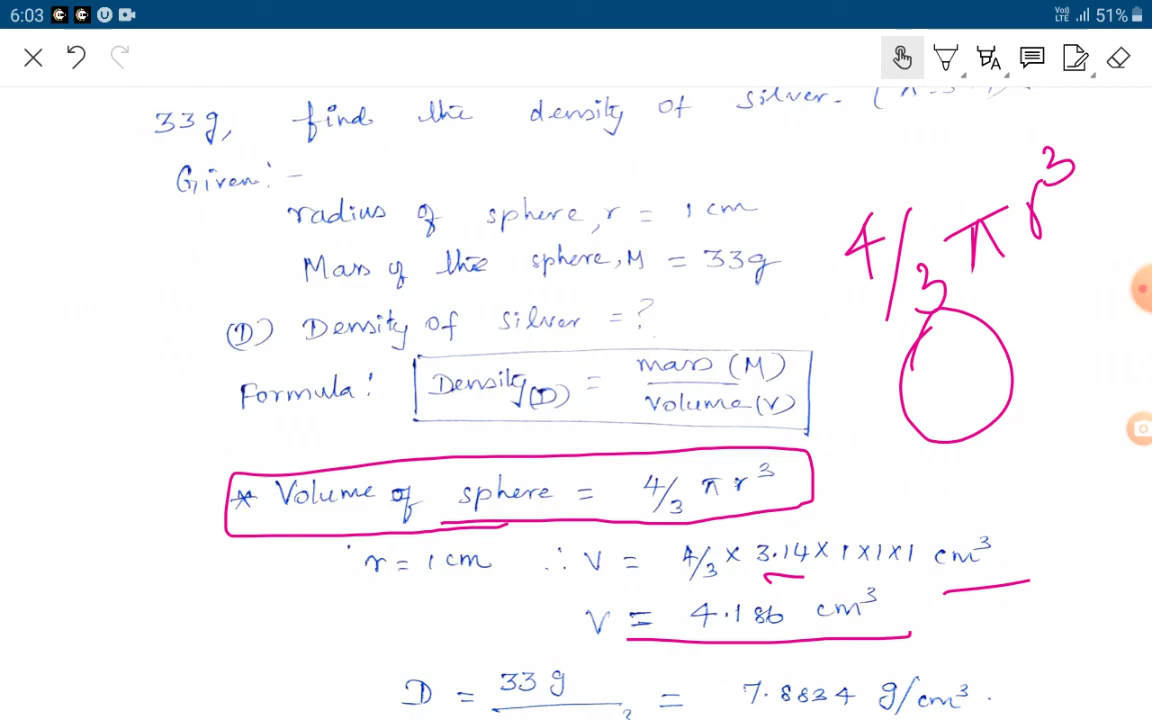 6:03 51%
33g, find the density of silver.
Given:-
radius of sphere, r = 1 cm
Mass of the sphere, M = 33g
(D) Density of silver = ?
Formula: Density(D) = mass (M) / volume (V)
4/3 π r³
* Volume of sphere = 4/3 π r³
r = 1 cm ∴ V = 4/3 × 3.14 × 1×1×1 cm³
V = 4.186 cm³
D = 33 g = 7.8834 g/cm³.